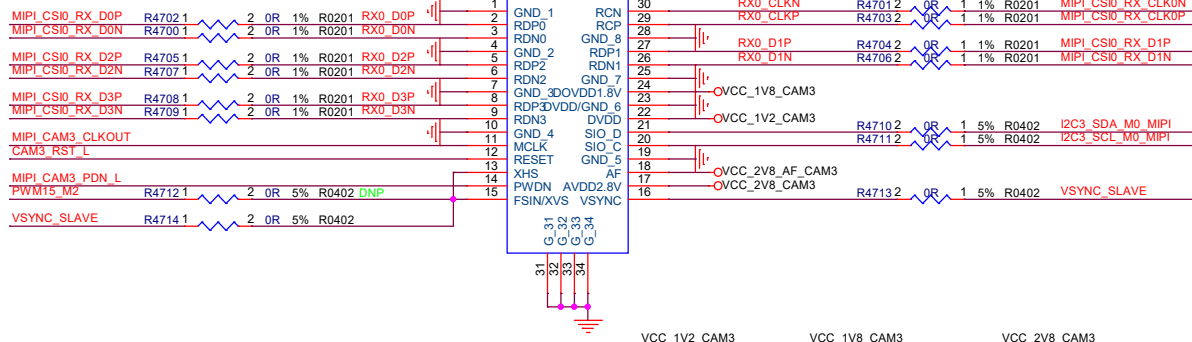 1 GND_1 RCN 30 RX0_CLKN R4701 2 0R 1 1% R0201 MIPI_CSI0_RX_CLK0N
MIPI_CSI0_RX_D0P R4702 1 2 0R 1% R0201 RX0_D0P 2 RDP0 RCP 29 RX0_CLKP R4703 2 0R 1 1% R0201 MIPI_CSI0_RX_CLK0P
MIPI_CSI0_RX_D0N R4700 1 2 0R 1% R0201 RX0_D0N 3 RDN0 GND_8 28
4 GND_2 RDP1 27 RX0_D1P R4704 2 0R 1 1% R0201 MIPI_CSI0_RX_D1P
MIPI_CSI0_RX_D2P R4705 1 2 0R 1% R0201 RX0_D2P 5 RDP2 RDN1 26 RX0_D1N R4706 2 0R 1 1% R0201 MIPI_CSI0_RX_D1N
MIPI_CSI0_RX_D2N R4707 1 2 0R 1% R0201 RX0_D2N 6 RDN2 GND_7 25
7 GND_3 DOVDD1.8V 24 VCC_1V8_CAM3
MIPI_CSI0_RX_D3P R4708 1 2 0R 1% R0201 RX0_D3P 8 RDP3 DVDD/GND_6 23
MIPI_CSI0_RX_D3N R4709 1 2 0R 1% R0201 RX0_D3N 9 RDN3 DVDD 22 VCC_1V2_CAM3
10 GND_4 SIO_D 21 R4710 2 0R 1 5% R0402 I2C3_SDA_M0_MIPI
MIPI_CAM3_CLKOUT 11 MCLK SIO_C 20 R4711 2 0R 1 5% R0402 I2C3_SCL_M0_MIPI
CAM3_RST_L 12 RESET GND_5 19
13 XHS AF 18 VCC_2V8_AF_CAM3
MIPI_CAM3_PDN_L 14 PWDN AVDD2.8V 17 VCC_2V8_CAM3
PWM15_M2 R4712 1 2 0R 5% R0402 DNP 15 FSIN/XVS VSYNC 16 R4713 2 0R 1 5% R0402 VSYNC_SLAVE
VSYNC_SLAVE R4714 1 2 0R 5% R0402
G_31 G_32 G_33 G_34
31 32 33 34
VCC_1V2_CAM3 VCC_1V8_CAM3 VCC_2V8_CAM3